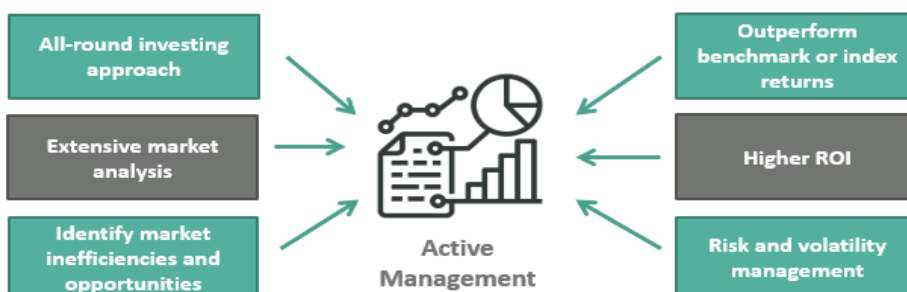 All-round investing
approach
Extensive market
analysis
Identify market
inefficiencies and
opportunities
Active
Management
Outperform
benchmark or index
returns
Higher ROI
Risk and volatility
management